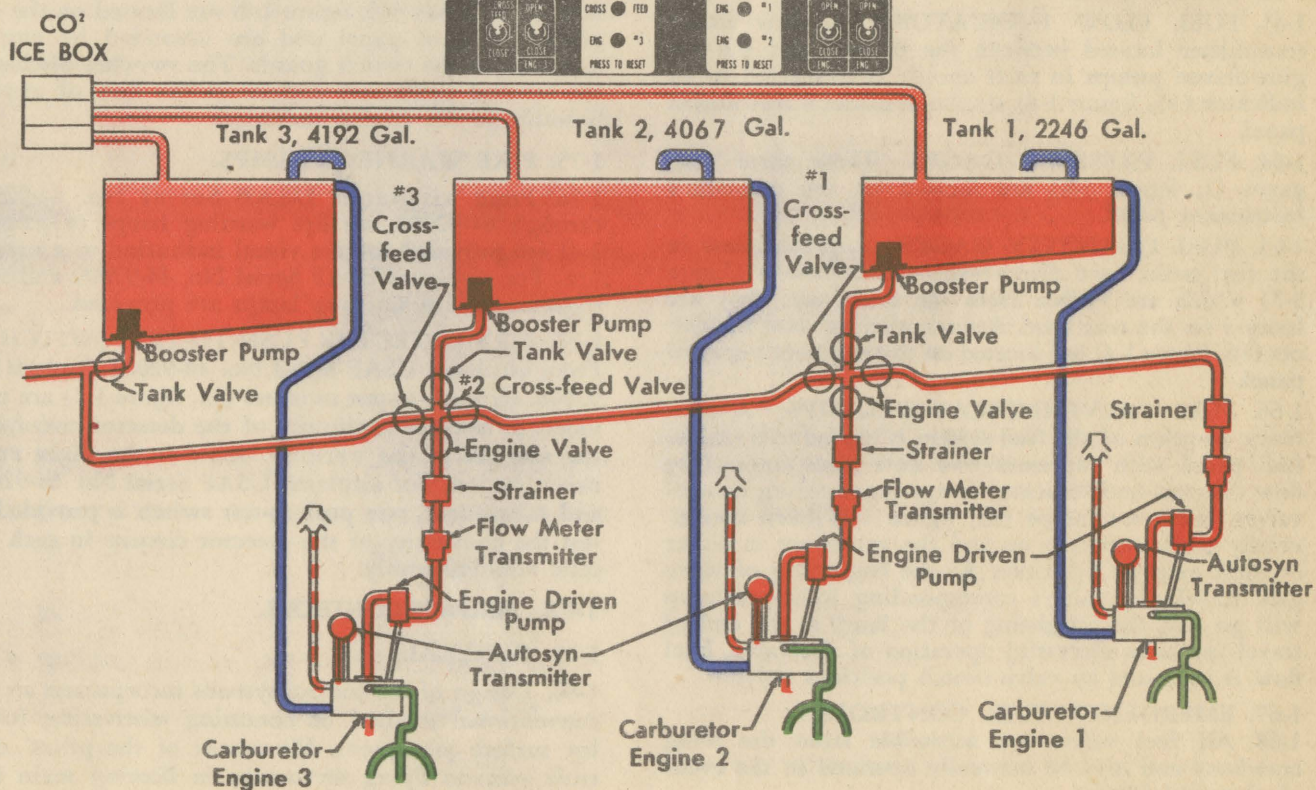 CROSS FEED
OPEN
CROSS FEED
ENG. #1
OPEN
OPEN
CLOSE
CLOSE
ENG. #3
ENG. #2
CLOSE
CLOSE
PRESS TO RESET
PRESS TO RESET
CO²
ICE BOX
Tank 3, 4192 Gal.
Tank 2, 4067 Gal.
Tank 1, 2246 Gal.
#3
Cross-
feed
Valve
#1
Cross-
feed
Valve
Booster Pump
Booster Pump
Booster Pump
Tank Valve
Tank Valve
Tank Valve
#2 Cross-feed Valve
Engine Valve
Engine Valve
Strainer
Strainer
Strainer
Flow Meter
Transmitter
Flow Meter
Transmitter
Engine Driven
Pump
Engine Driven
Pump
Autosyn
Transmitter
Autosyn
Transmitter
Carburetor
Engine 3
Carburetor
Engine 2
Carburetor
Engine 1